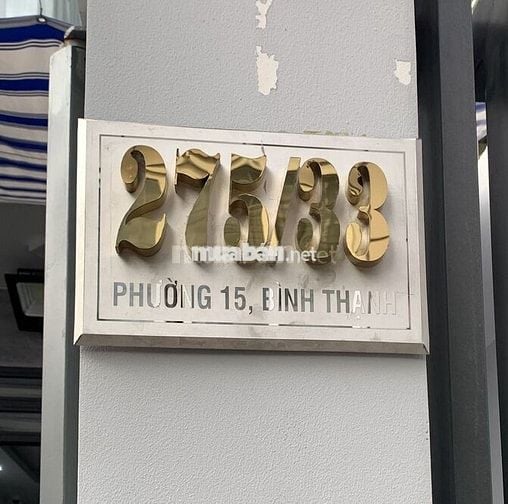 275/33
muaban.net
PHƯỜNG 15, BÌNH THẠNH